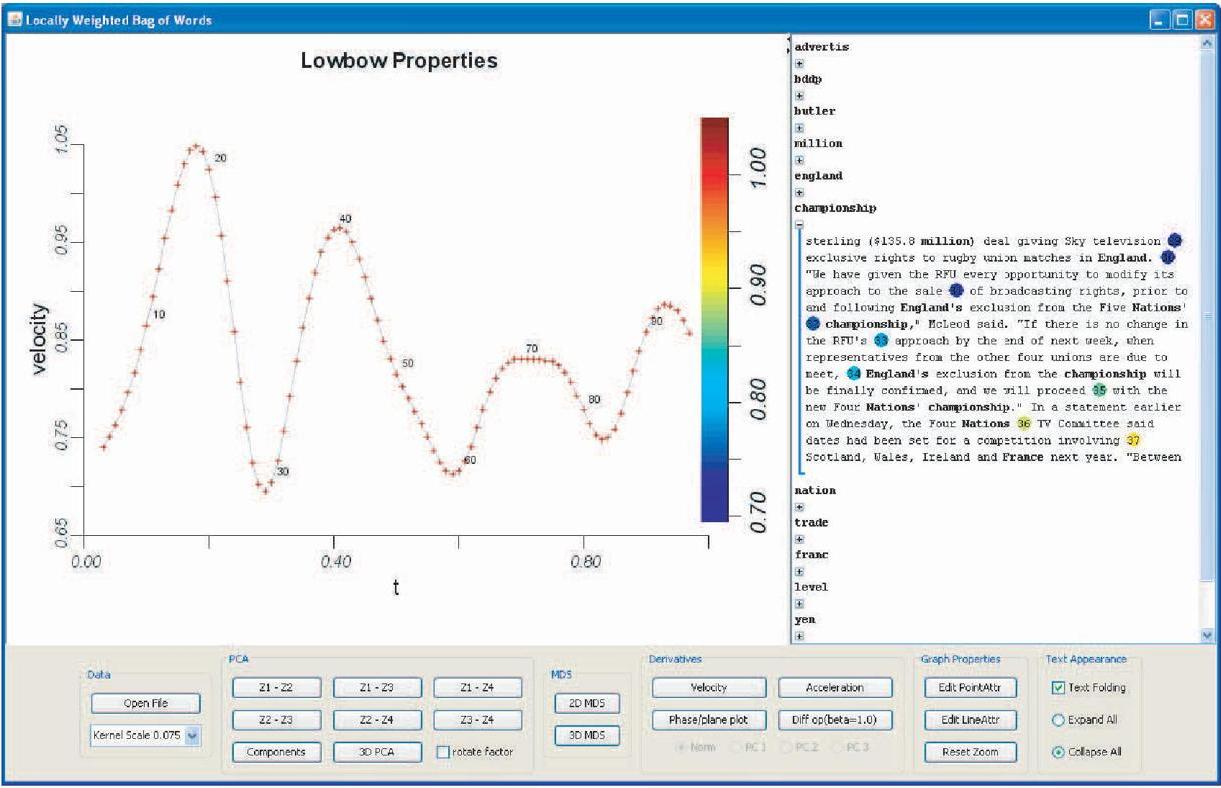 Locally Weighted Bag of Words
Lowbow Properties
velocity
1.05
0.95
0.85
0.75
0.65
10
20
30
40
50
60
70
80
90
0.00
0.40
0.80
t
1.00
0.90
0.80
0.70
advertis
bddp
butler
million
england
championship
sterling ($135.8 million) deal giving Sky television
exclusive rights to rugby union matches in England.
"We have given the RFU every opportunity to modify its
approach to the sale of broadcasting rights, prior to
and following England's exclusion from the Five Nations'
championship," McLeod said. "If there is no change in
the RFU's 33 approach by the end of next week, when
representatives from the other four unions are due to
meet, 34 England's exclusion from the championship will
be finally confirmed, and we will proceed 35 with the
new Four Nations' championship." In a statement earlier
on Wednesday, the Four Nations 36 TV Committee said
dates had been set for a competition involving 37
Scotland, Wales, Ireland and France next year. "Between
nation
trade
franc
level
yen
Data
Open File
Kernel Scale 0.075
PCA
Z1 - Z2
Z1 - Z3
Z1 - Z4
Z2 - Z3
Z2 - Z4
Z3 - Z4
Components
3D PCA
rotate factor
MDS
2D MDS
3D MDS
Derivatives
Velocity
Acceleration
Phase/plane plot
Diff op(beta=1.0)
Norm PC 1 PC 2 PC 3
Graph Properties
Edit PointAttr
Edit LineAttr
Reset Zoom
Text Appearance
Text Folding
Expand All
Collapse All